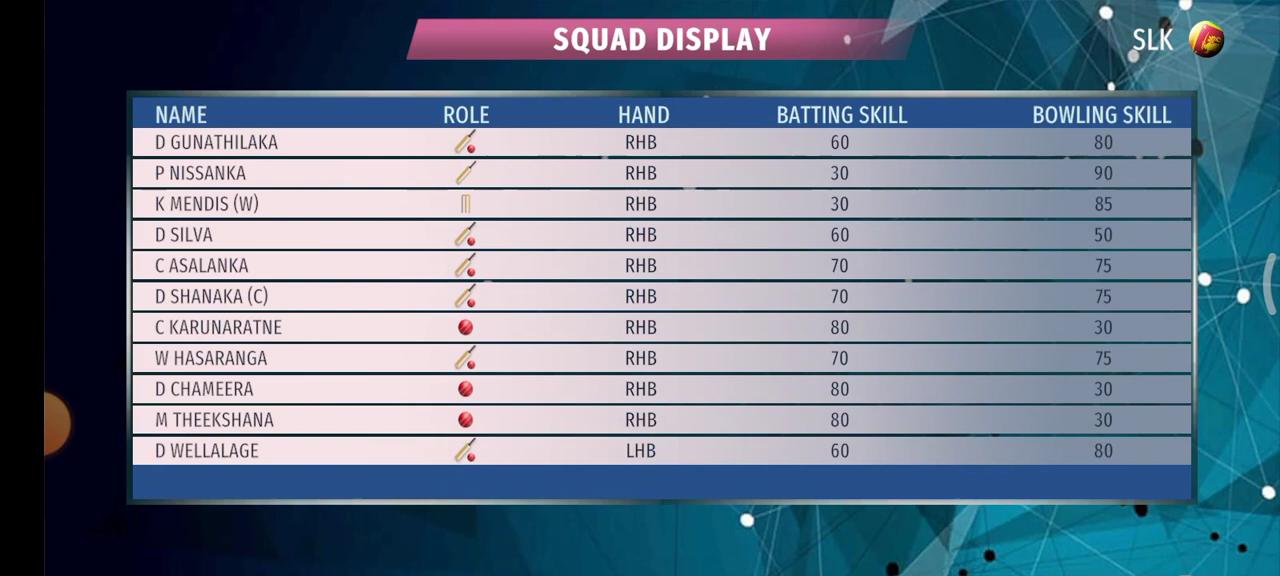 SQUAD DISPLAY
SLK
NAME ROLE HAND BATTING SKILL BOWLING SKILL
D GUNATHILAKA RHB 60 80
P NISSANKA RHB 30 90
K MENDIS (W) RHB 30 85
D SILVA RHB 60 50
C ASALANKA RHB 70 75
D SHANAKA (C) RHB 70 75
C KARUNARATNE RHB 80 30
W HASARANGA RHB 70 75
D CHAMEERA RHB 80 30
M THEEKSHANA RHB 80 30
D WELLALAGE LHB 60 80